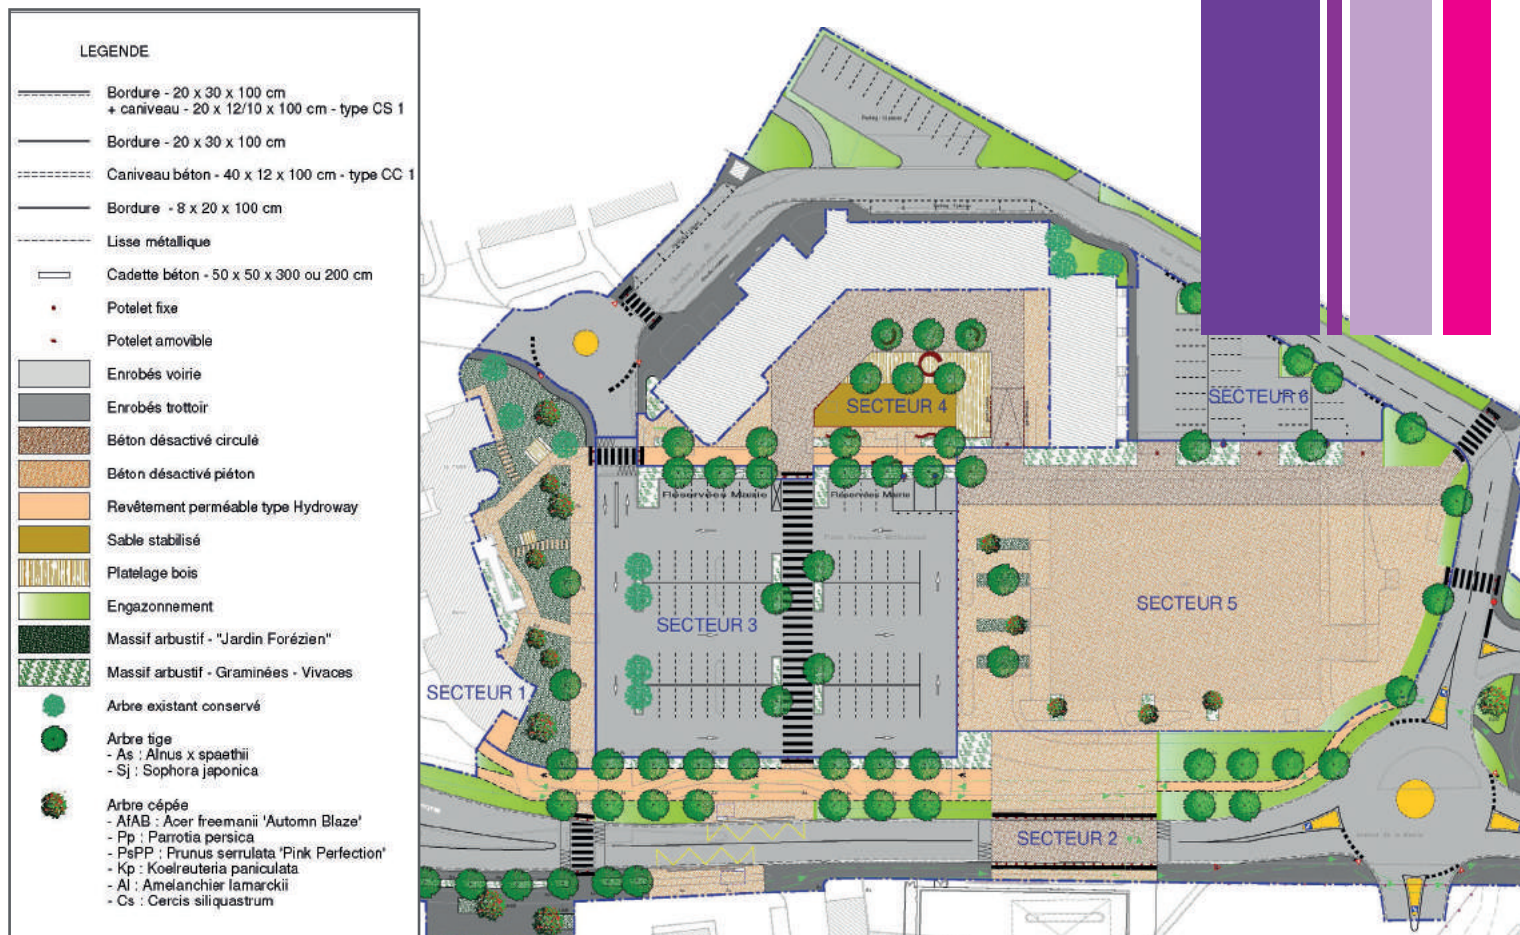 LEGENDE
Bordure - 20 x 30 x 100 cm
+ caniveau - 20 x 12/10 x 100 cm - type CS 1
Bordure - 20 x 30 x 100 cm
Caniveau béton - 40 x 12 x 100 cm - type CC 1
Bordure - 8 x 20 x 100 cm
Lisse métallique
Cadette béton - 50 x 50 x 300 ou 200 cm
Potelet fixe
Potelet amovible
Enrobés voirie
Enrobés trottoir
Béton désactivé circulé
Béton désactivé piéton
Revêtement perméable type Hydroway
Sable stabilisé
Platelage bois
Engazonnement
Massif arbustif - "Jardin Forézien"
Massif arbustif - Graminées - Vivaces
Arbre existant conservé
Arbre tige
- As : Alnus x spaethii
- Sj : Sophora japonica
Arbre cépée
- AfAB : Acer freemanii 'Automn Blaze'
- Pp : Parrotia persica
- PsPP : Prunus serrulata 'Pink Perfection'
- Kp : Koelreuteria paniculata
- Al : Amelanchier lamarckii
- Cs : Cercis siliquastrum
SECTEUR 6
SECTEUR 4
Réservées Mairie
Réservées Mairie
SECTEUR 5
SECTEUR 3
SECTEUR 1
SECTEUR 2